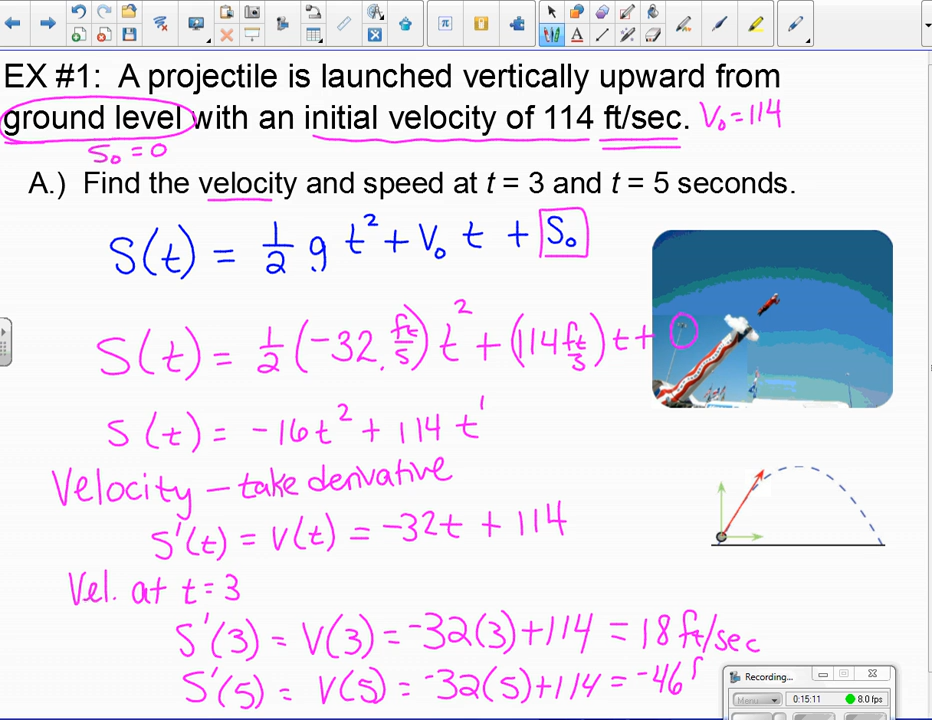 EX #1: A projectile is launched vertically upward from
ground level with an initial velocity of 114 ft/sec. V₀ = 114
S₀ = 0
A.) Find the velocity and speed at t = 3 and t = 5 seconds.
S(t) = 1/2 g t² + V₀ t + S₀
S(t) = 1/2 (-32 ft/s) t² + (114 ft/s) t + 0
S(t) = -16t² + 114 t'
Velocity – take derivative
S'(t) = V(t) = -32t + 114
Vel. at t = 3
S'(3) = V(3) = -32(3)+114 = 18 ft/sec
S'(5) = V(5) = -32(5)+114 = -46 f
Recording...
Menu
0:15:11
8.0 fps